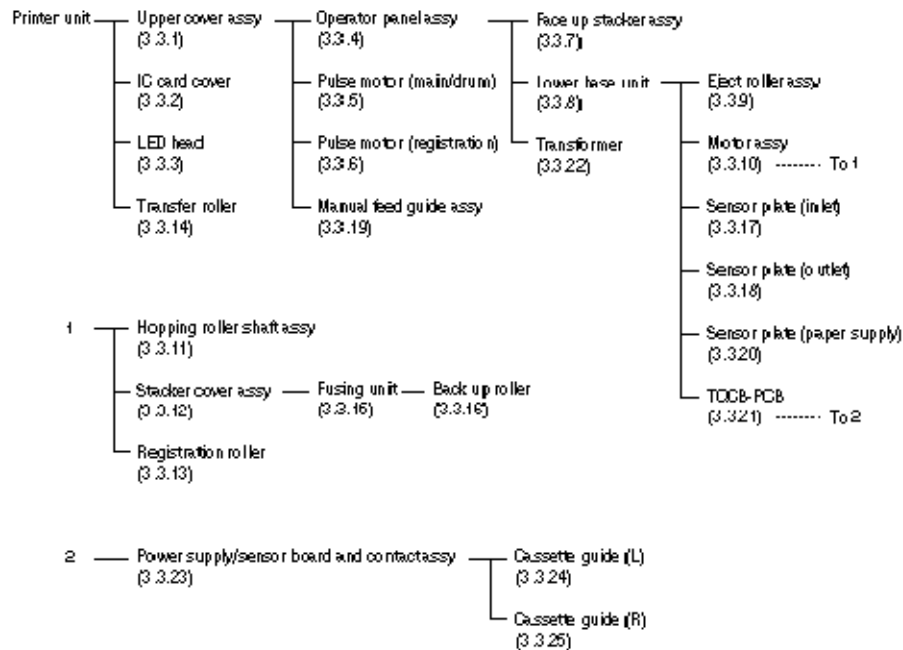 Printer unit
Upper cover assy
(3.3.1)
Operator panel assy
(3.3.4)
Face up stacker assy
(3.3.7)
IC card cover
(3.3.2)
Pulse motor (main/drum)
(3.3.5)
Lower base unit
(3.3.8)
Eject roller assy
(3.3.9)
LED head
(3.3.3)
Pulse motor (registration)
(3.3.6)
Transformer
(3.3.22)
Motor assy
(3.3.10) -------- To 1
Transfer roller
(3.3.14)
Manual feed guide assy
(3.3.19)
Sensor plate (inlet)
(3.3.17)
Sensor plate (outlet)
(3.3.18)
Sensor plate (paper supply)
(3.3.20)
TOCB-PCB
(3.3.21) -------- To 2
1
Hopping roller shaft assy
(3.3.11)
Stacker cover assy
(3.3.12)
Fusing unit
(3.3.15)
Back up roller
(3.3.16)
Registration roller
(3.3.13)
2
Power supply/sensor board and contact assy
(3.3.23)
Cassette guide (L)
(3.3.24)
Cassette guide (R)
(3.3.25)